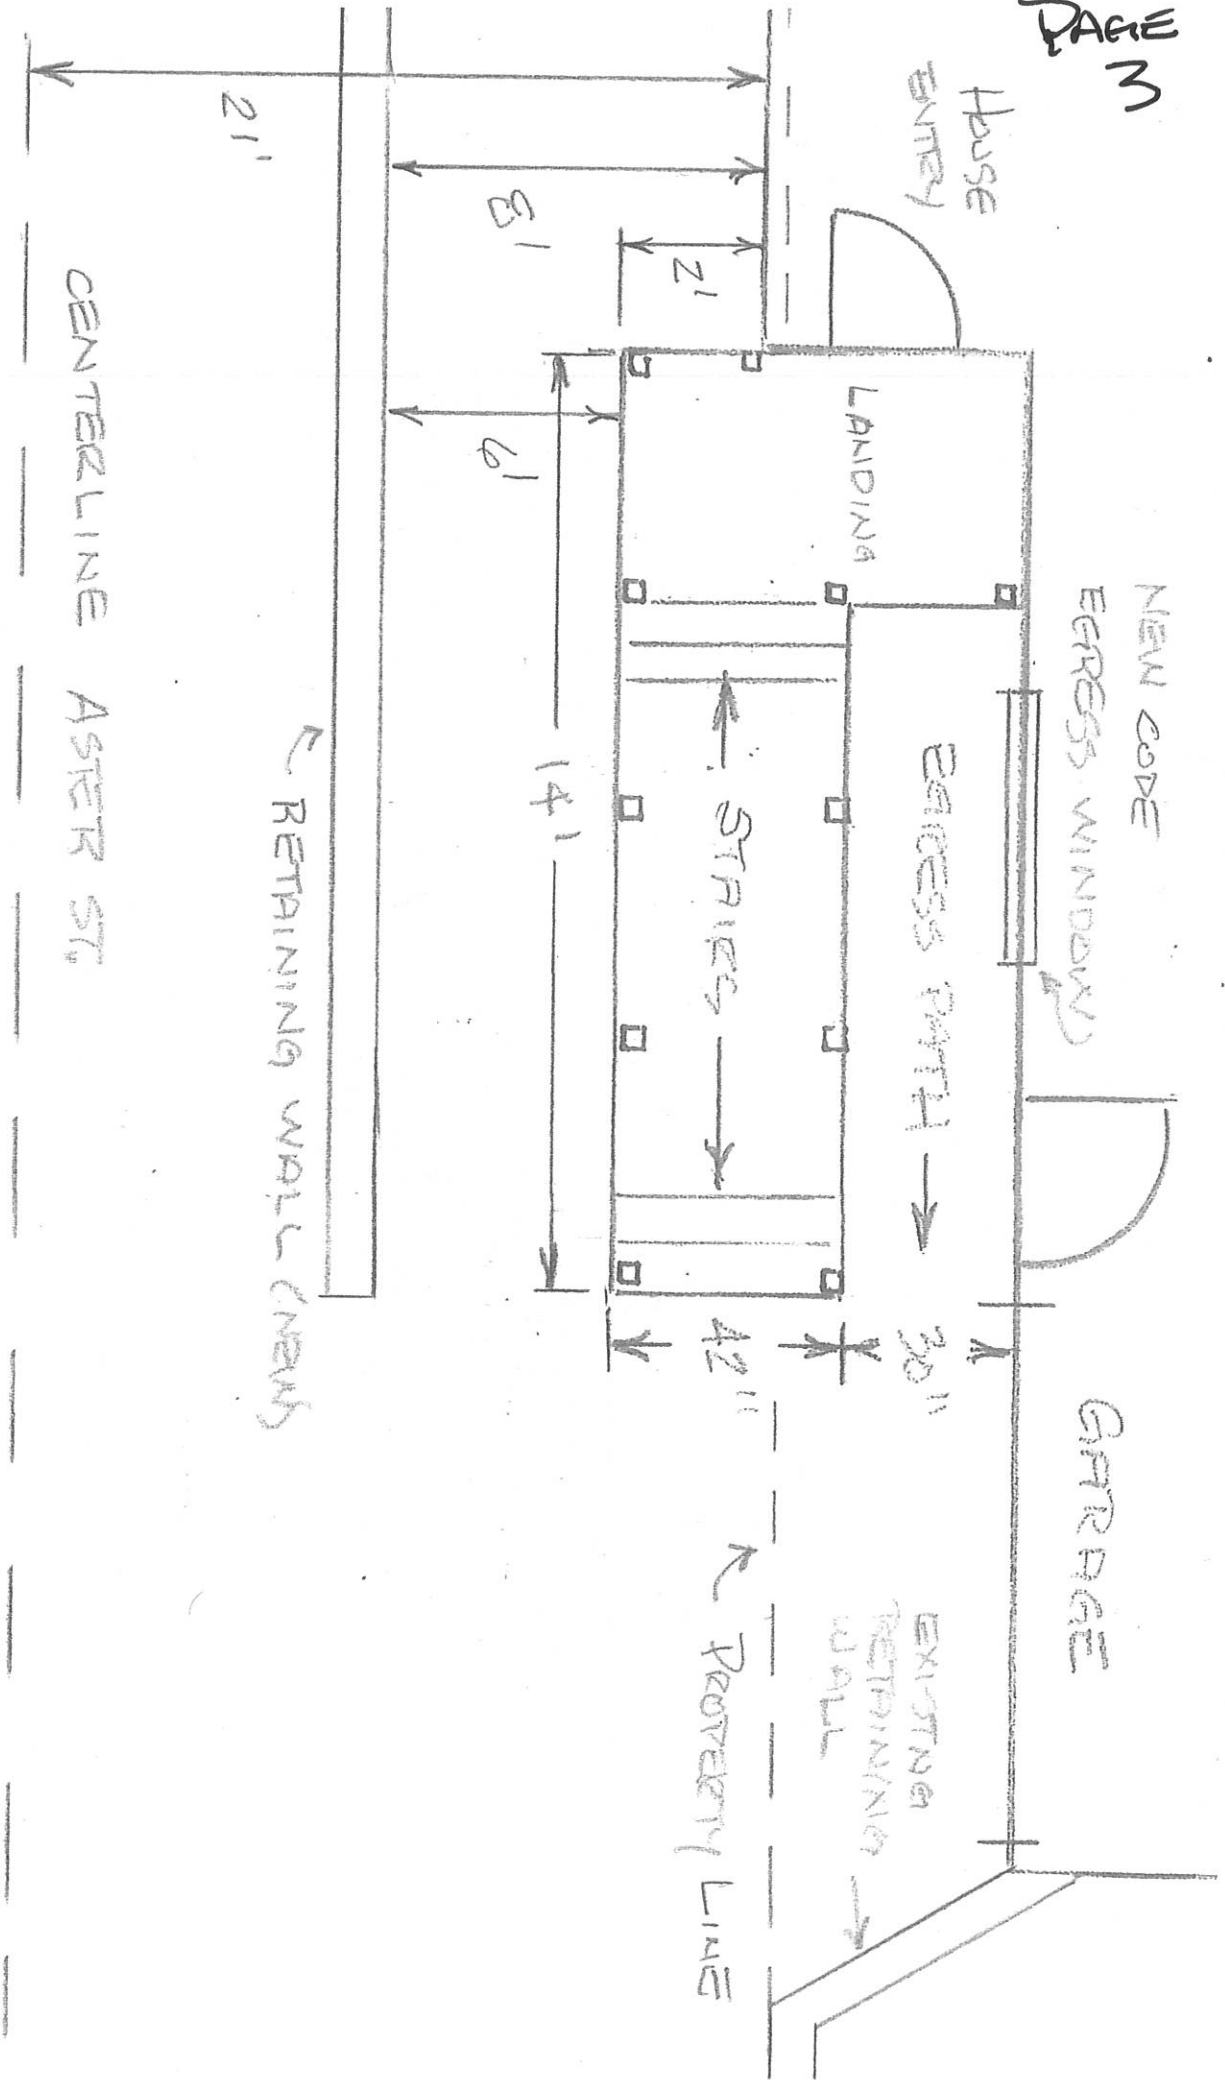 PAGE
3
HOUSE
ENTRY
21'
8'
2'
6'
LANDING
NEW CODE
EGRESS WINDOW
EGRESS PATH
STAIRS
14'
42"
30"
GARAGE
EXISTNG
RETAINING
WALL
PROPERTY LINE
RETAINING WALL (NEW)
CENTERLINE ASTER ST.